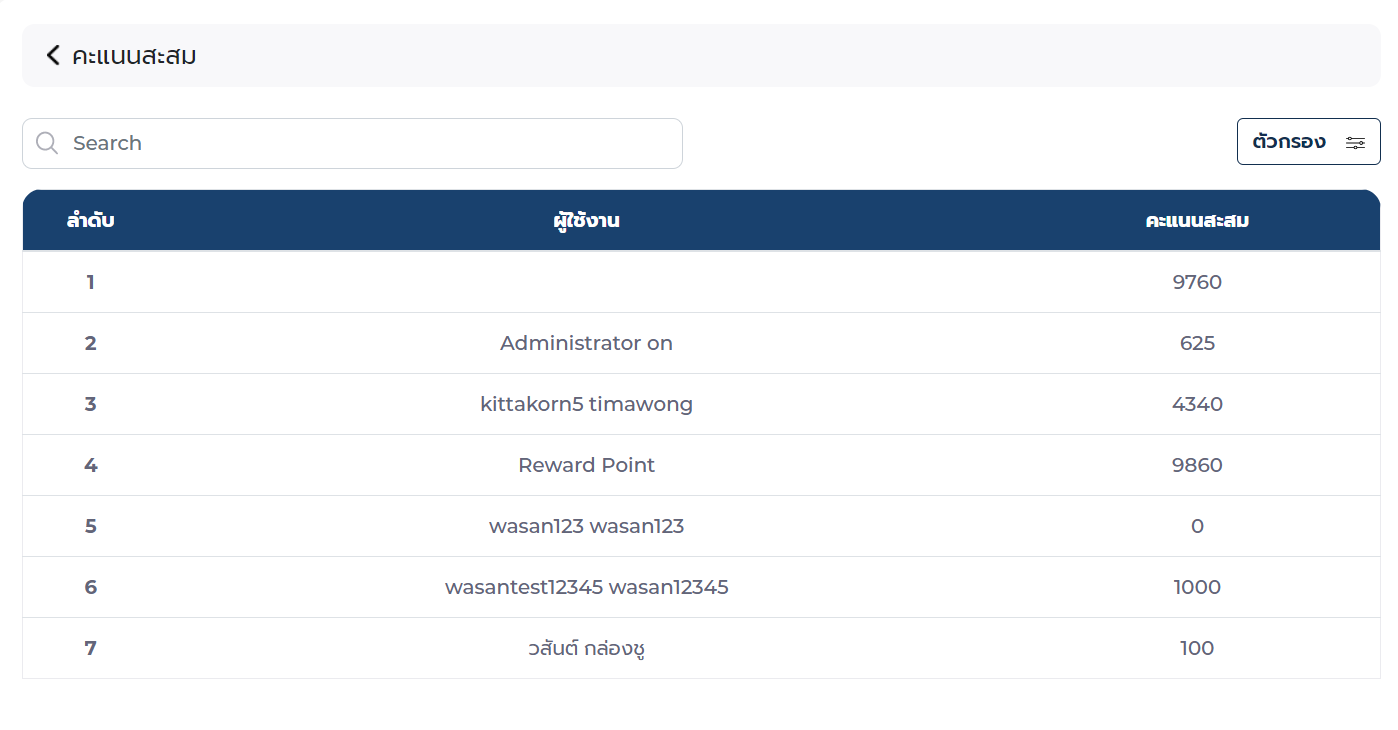 คะแนนสะสม
Search
ตัวกรอง
ลำดับ ผู้ใช้งาน คะแนนสะสม
1 9760
2 Administrator on 625
3 kittakorn5 timawong 4340
4 Reward Point 9860
5 wasan123 wasan123 0
6 wasantest12345 wasan12345 1000
7 วสันต์ กล่องชู 100